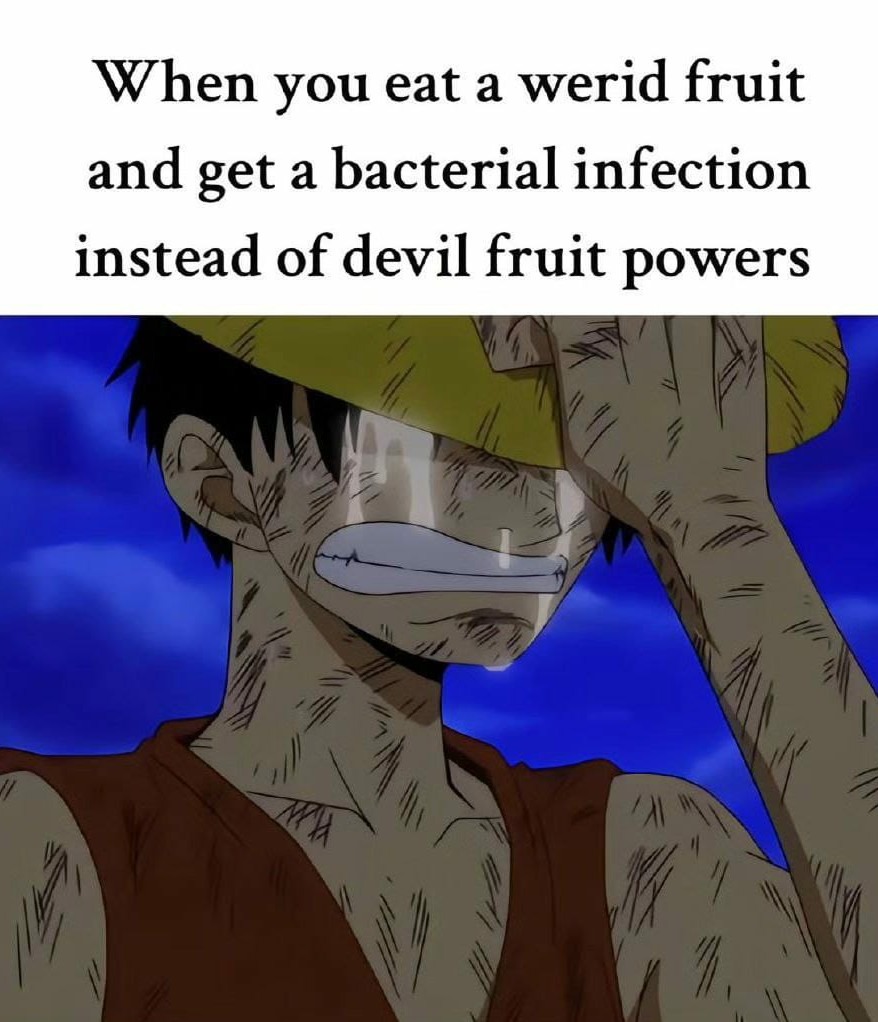 When you eat a werid fruit
and get a bacterial infection
instead of devil fruit powers